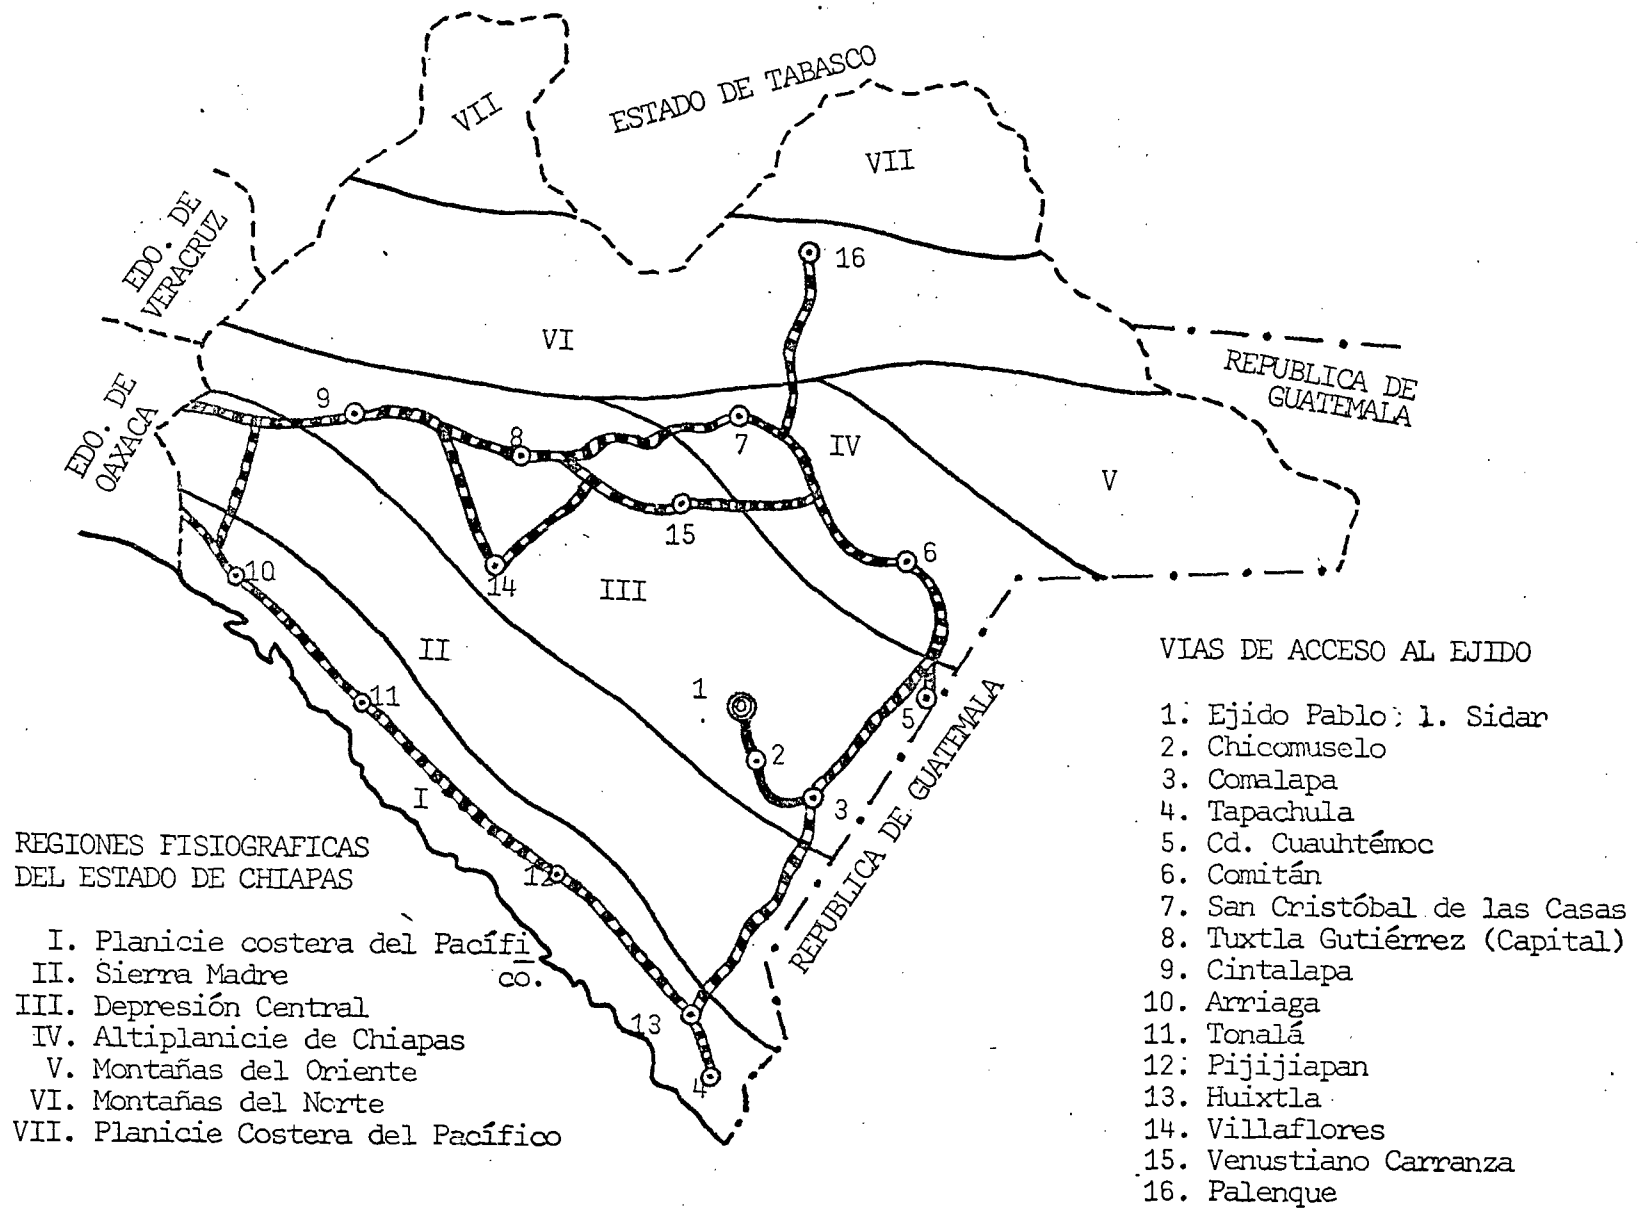 ESTADO DE TABASCO
VII
VII
EDO. DE
VERACRUZ
16
VI
REPUBLICA DE
GUATEMALA
EDO. DE
OAXACA
9
8
7
IV
V
15
6
10
14
III
II
VIAS DE ACCESO AL EJIDO
1
11
5
2
1. Ejido Pablo; l. Sidar
2. Chicomuselo
3. Comalapa
4. Tapachula
5. Cd. Cuauhtémoc
6. Comitán
7. San Cristóbal de las Casas
8. Tuxtla Gutiérrez (Capital)
9. Cintalapa
10. Arriaga
11. Tonalá
12. Pijijiapan
13. Huixtla
14. Villaflores
15. Venustiano Carranza
16. Palenque
I
3
REPUBLICA DE GUATEMALA
12
13
4
REGIONES FISIOGRAFICAS
DEL ESTADO DE CHIAPAS
I. Planicie costera del Pacífi
co.
II. Sierra Madre
III. Depresión Central
IV. Altiplanicie de Chiapas
V. Montañas del Oriente
VI. Montañas del Norte
VII. Planicie Costera del Pacífico